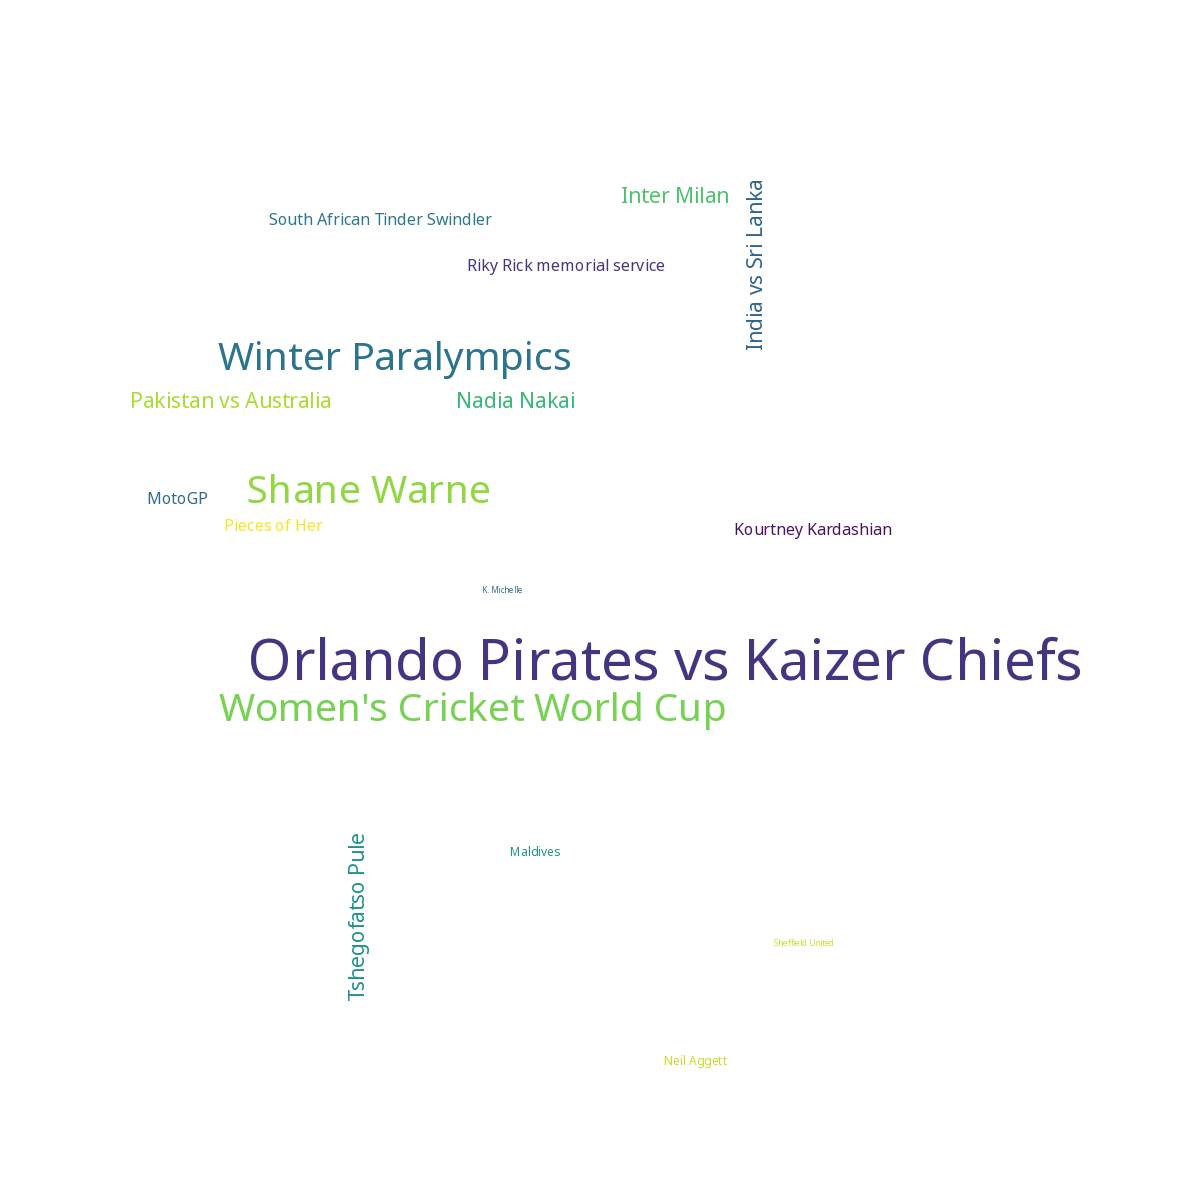 Inter Milan
South African Tinder Swindler
India vs Sri Lanka
Riky Rick memorial service
Winter Paralympics
Pakistan vs Australia
Nadia Nakai
Shane Warne
MotoGP
Pieces of Her
Kourtney Kardashian
K. Michelle
Orlando Pirates vs Kaizer Chiefs
Women's Cricket World Cup
Tshegofatso Pule
Maldives
Sheffield United
Neil Aggett